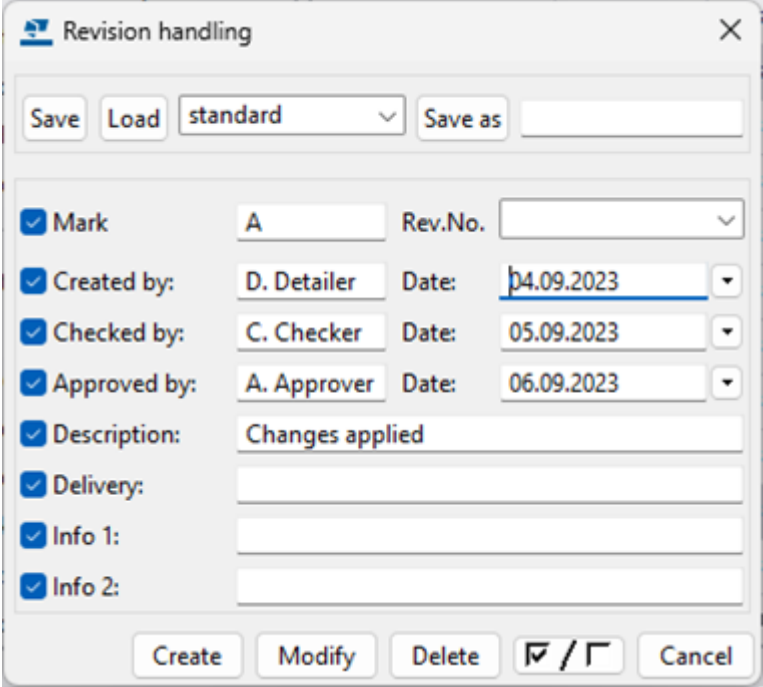 Revision handling
Save Load standard Save as
Mark A Rev.No.
Created by: D. Detailer Date: 04.09.2023
Checked by: C. Checker Date: 05.09.2023
Approved by: A. Approver Date: 06.09.2023
Description: Changes applied
Delivery:
Info 1:
Info 2:
Create Modify Delete / Cancel